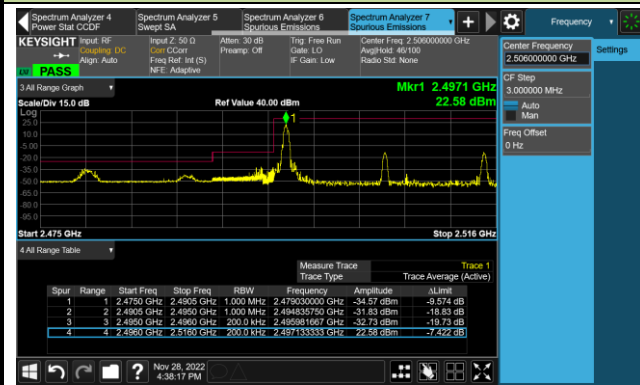 Spectrum Analyzer 4
Power Stat CCDF
Spectrum Analyzer 5
Swept SA
Spectrum Analyzer 6
Spurious Emissions
Spectrum Analyzer 7
Spurious Emissions
Frequency
KEYSIGHT
Input: RF
Coupling: DC
Align: Auto
Input Z: 50 Ω
Corr CCorr
Freq Ref: Int (S)
NFE: Adaptive
Atten: 30 dB
Preamp: Off
Trig: Free Run
Gate: LO
IF Gain: Low
Center Freq: 2.506000000 GHz
Avg|Hold: 46/100
Radio Std: None
PASS
Center Frequency
2.506000000 GHz
Settings
CF Step
3.000000 MHz
Auto
Man
Freq Offset
0 Hz
3 All Range Graph
Mkr1 2.4971 GHz
22.58 dBm
Scale/Div 15.0 dB
Ref Value 40.00 dBm
Log
25.0
10.0
-5.00
-20.0
-35.0
-50.0
-65.0
-80.0
-95.0
1
Start 2.475 GHz
Stop 2.516 GHz
4 All Range Table
Measure Trace Trace 1
Trace Type Trace Average (Active)
Spur Range Start Freq Stop Freq RBW Frequency Amplitude ΔLimit
1 1 2.4750 GHz 2.4905 GHz 1.000 MHz 2.479030000 GHz -34.57 dBm -9.574 dB
2 2 2.4905 GHz 2.4950 GHz 1.000 MHz 2.494835750 GHz -31.83 dBm -18.83 dB
3 3 2.4950 GHz 2.4960 GHz 200.0 kHz 2.495981667 GHz -32.73 dBm -19.73 dB
4 4 2.4960 GHz 2.5160 GHz 200.0 kHz 2.497133333 GHz 22.58 dBm -7.422 dB
?
Nov 28, 2022
4:38:17 PM